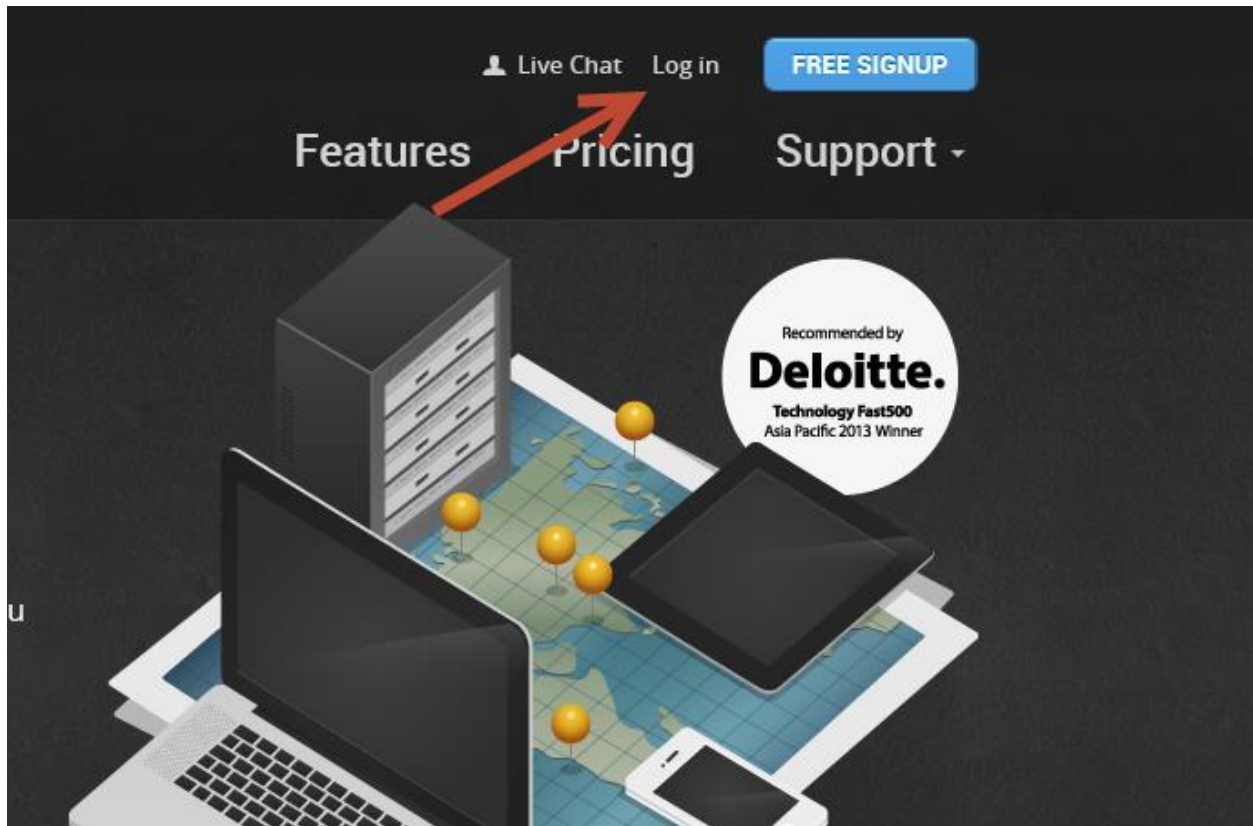 Live Chat Log in FREE SIGNUP
Features Pricing Support
Recommended by
Deloitte.
Technology Fast500
Asia Pacific 2013 Winner
u